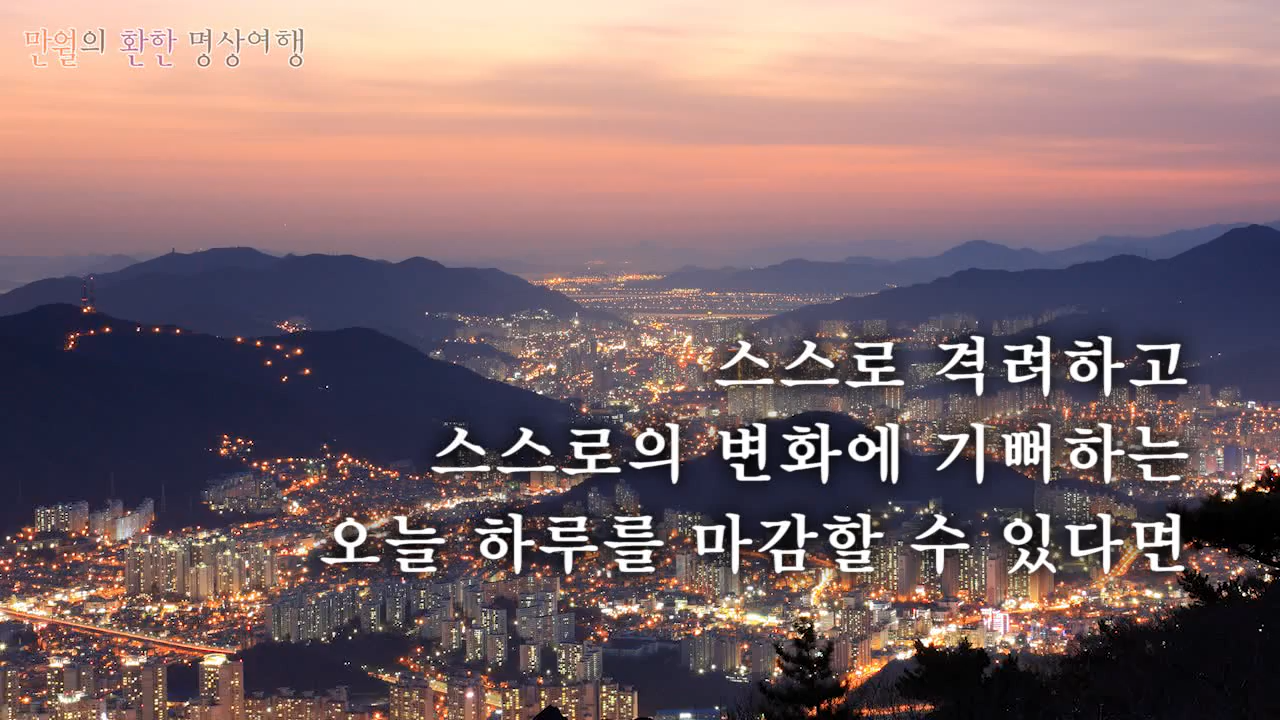 만월의 환한 명상여행
스스로 격려하고
스스로의 변화에 기뻐하는
오늘 하루를 마감할 수 있다면